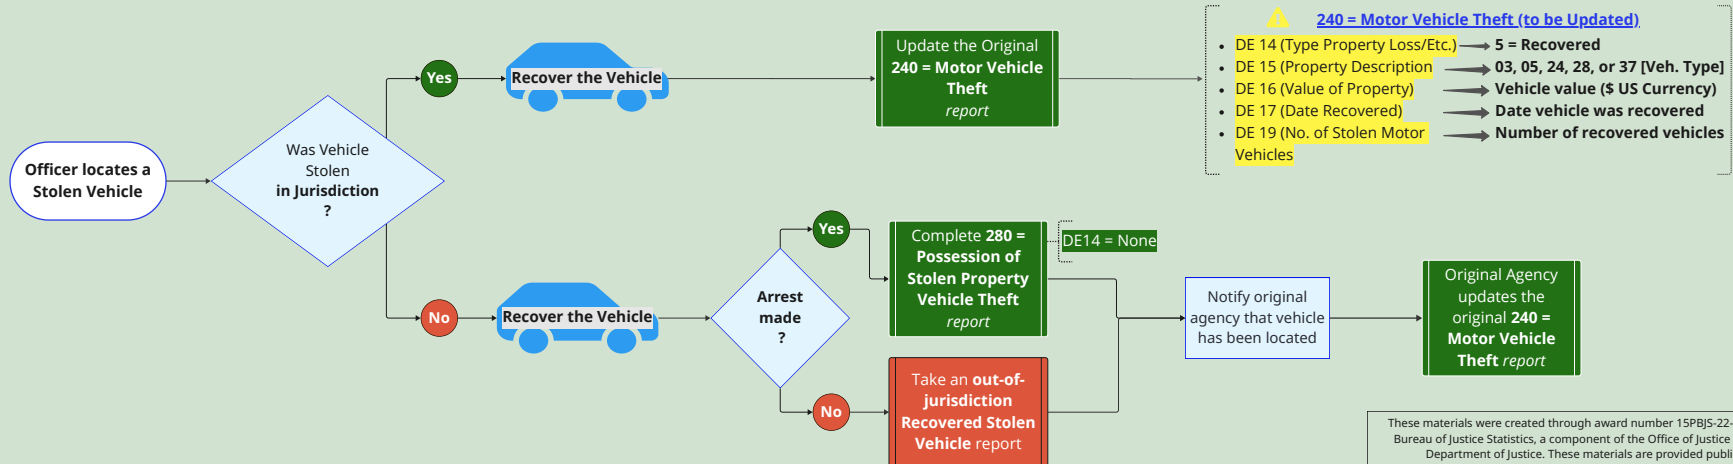 Officer locates a
Stolen Vehicle
Was Vehicle
Stolen
in Jurisdiction
?
Yes
Recover the Vehicle
Update the Original
240 = Motor Vehicle
Theft
report
240 = Motor Vehicle Theft (to be Updated)
• DE 14 (Type Property Loss/Etc.) 5 = Recovered
• DE 15 (Property Description 03, 05, 24, 28, or 37 [Veh. Type]
• DE 16 (Value of Property) Vehicle value ($ US Currency)
• DE 17 (Date Recovered) Date vehicle was recovered
• DE 19 (No. of Stolen Motor Number of recovered vehicles
Vehicles
No
Recover the Vehicle
Arrest
made
?
Yes
Complete 280 =
Possession of
Stolen Property
Vehicle Theft
report
DE14 = None
No
Take an out-of-
jurisdiction
Recovered Stolen
Vehicle report
Notify original
agency that vehicle
has been located
Original Agency
updates the
original 240 =
Motor Vehicle
Theft report
These materials were created through award number 15PBJS-22-
Bureau of Justice Statistics, a component of the Office of Justice
Department of Justice. These materials are provided publ